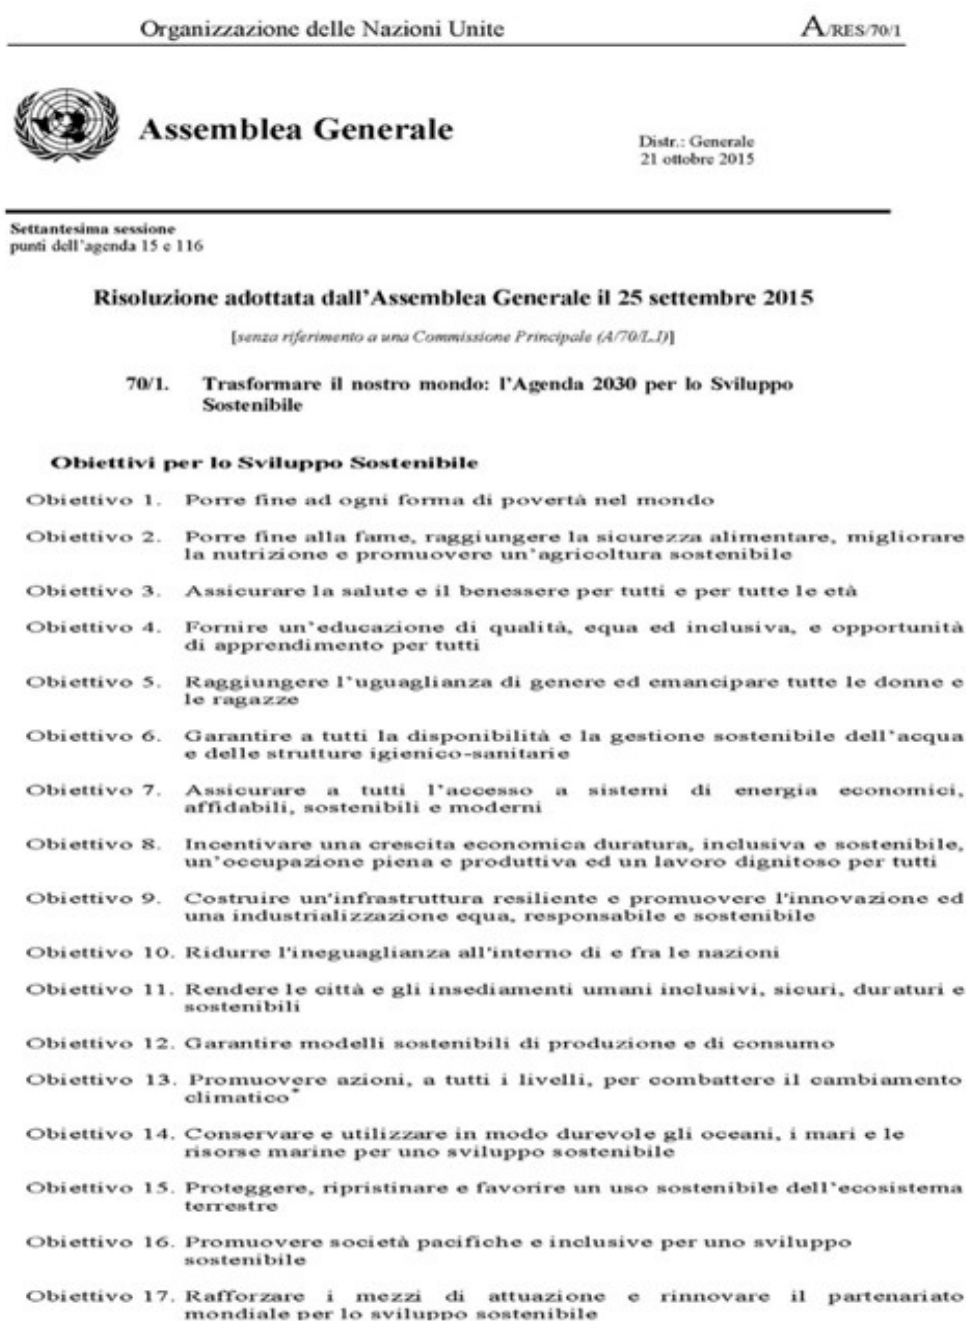 Organizzazione delle Nazioni Unite A/RES/70/1
Assemblea Generale
Distr.: Generale
21 ottobre 2015
Settantesima sessione
punti dell'agenda 15 e 116
Risoluzione adottata dall'Assemblea Generale il 25 settembre 2015
[senza riferimento a una Commissione Principale (A/70/L.I)]
70/1. Trasformare il nostro mondo: l'Agenda 2030 per lo Sviluppo
Sostenibile
Obiettivi per lo Sviluppo Sostenibile
Obiettivo 1. Porre fine ad ogni forma di povertà nel mondo
Obiettivo 2. Porre fine alla fame, raggiungere la sicurezza alimentare, migliorare
la nutrizione e promuovere un'agricoltura sostenibile
Obiettivo 3. Assicurare la salute e il benessere per tutti e per tutte le età
Obiettivo 4. Fornire un'educazione di qualità, equa ed inclusiva, e opportunità
di apprendimento per tutti
Obiettivo 5. Raggiungere l'uguaglianza di genere ed emancipare tutte le donne e
le ragazze
Obiettivo 6. Garantire a tutti la disponibilità e la gestione sostenibile dell'acqua
e delle strutture igienico-sanitarie
Obiettivo 7. Assicurare a tutti l'accesso a sistemi di energia economici,
affidabili, sostenibili e moderni
Obiettivo 8. Incentivare una crescita economica duratura, inclusiva e sostenibile,
un'occupazione piena e produttiva ed un lavoro dignitoso per tutti
Obiettivo 9. Costruire un'infrastruttura resiliente e promuovere l'innovazione ed
una industrializzazione equa, responsabile e sostenibile
Obiettivo 10. Ridurre l'ineguaglianza all'interno di e fra le nazioni
Obiettivo 11. Rendere le città e gli insediamenti umani inclusivi, sicuri, duraturi e
sostenibili
Obiettivo 12. Garantire modelli sostenibili di produzione e di consumo
Obiettivo 13. Promuovere azioni, a tutti i livelli, per combattere il cambiamento
climatico*
Obiettivo 14. Conservare e utilizzare in modo durevole gli oceani, i mari e le
risorse marine per uno sviluppo sostenibile
Obiettivo 15. Proteggere, ripristinare e favorire un uso sostenibile dell'ecosistema
terrestre
Obiettivo 16. Promuovere società pacifiche e inclusive per uno sviluppo
sostenibile
Obiettivo 17. Rafforzare i mezzi di attuazione e rinnovare il partenariato
mondiale per lo sviluppo sostenibile